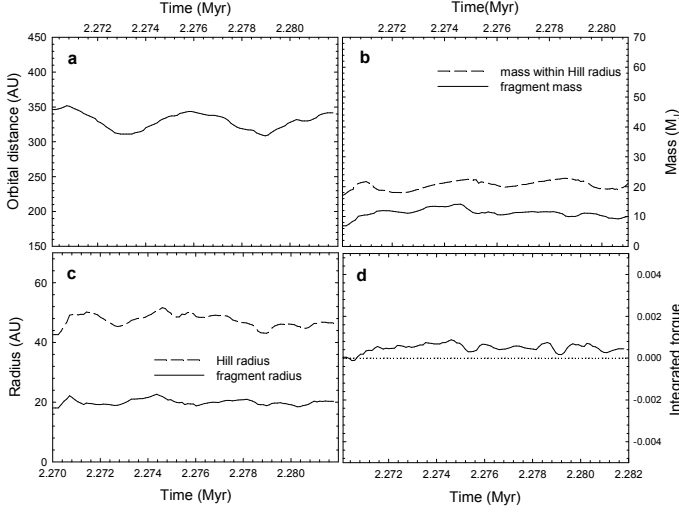 Time (Myr)
Time(Myr)
2.272 2.274 2.276 2.278 2.280
2.272 2.274 2.276 2.278 2.280
450
400
350
300
250
200
150
Orbital distance (AU)
a
b
mass within Hill radius
fragment mass
70
60
50
40
30
20
10
0
Mass (MJ)
c
Hill radius
fragment radius
60
40
20
0
Radius (AU)
d
0.004
0.002
0.000
-0.002
-0.004
Integrated torque
2.270 2.272 2.274 2.276 2.278 2.280
2.272 2.274 2.276 2.278 2.280 2.282
Time (Myr)
Time (Myr)